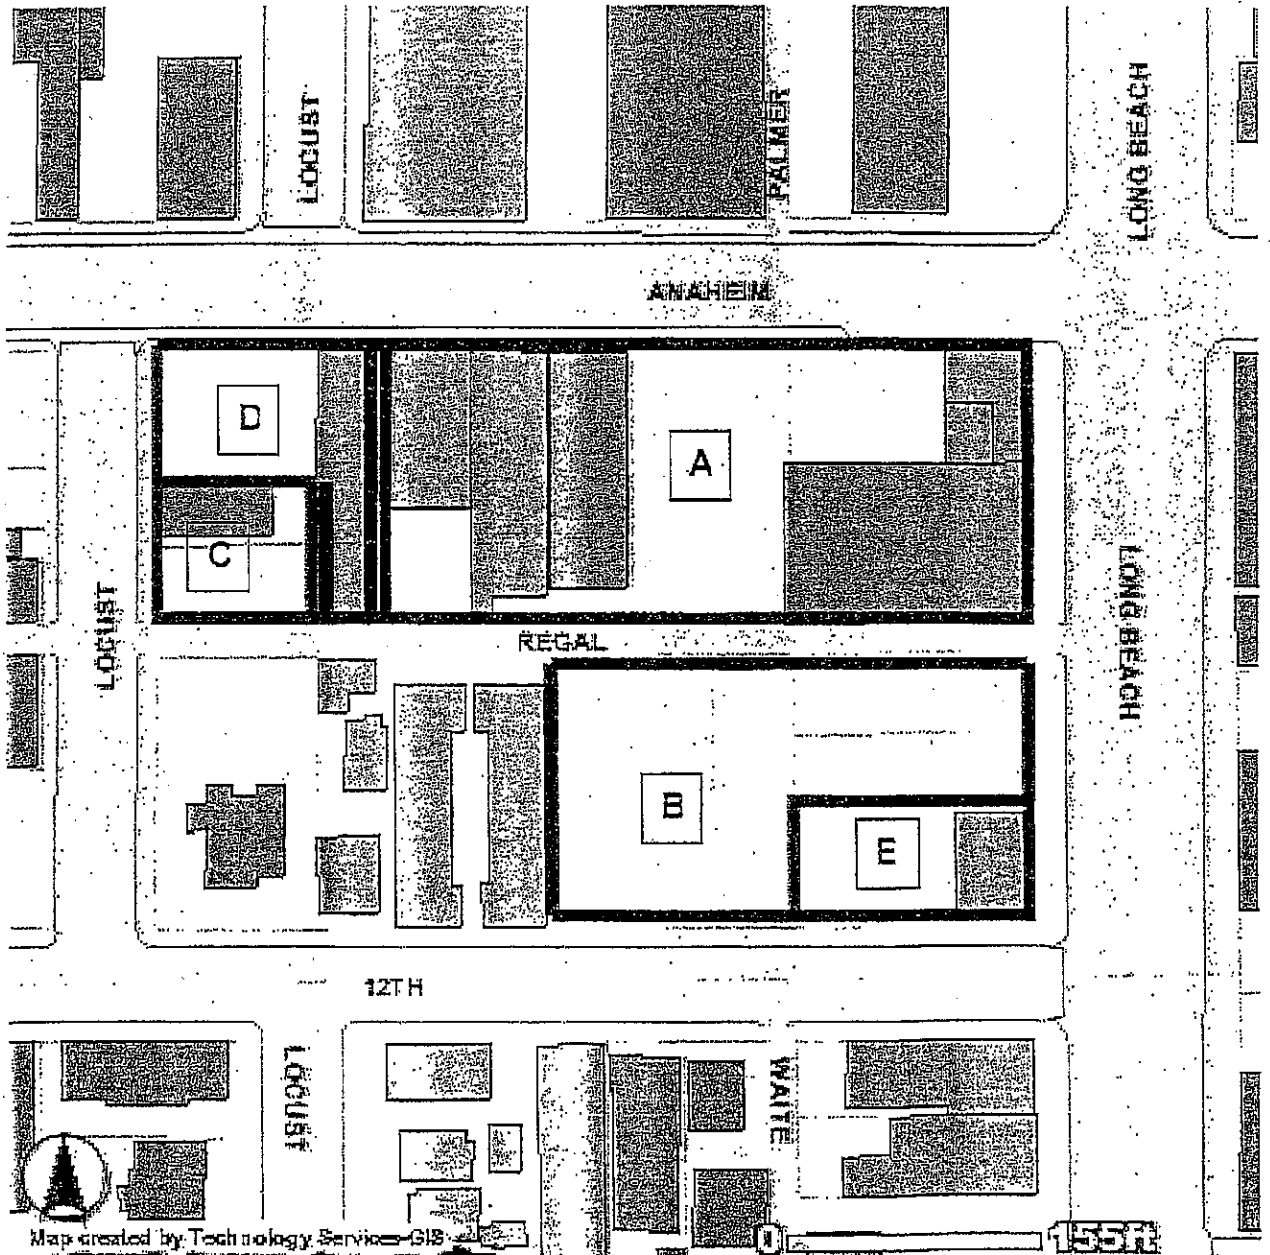 LOCUST
PALMER
LONG BEACH
ANAHEIM
D
A
C
LOCUST
LONG BEACH
REGAL
B
E
12TH
LOCUST
WAITE
Map created by Technology Services-GIS